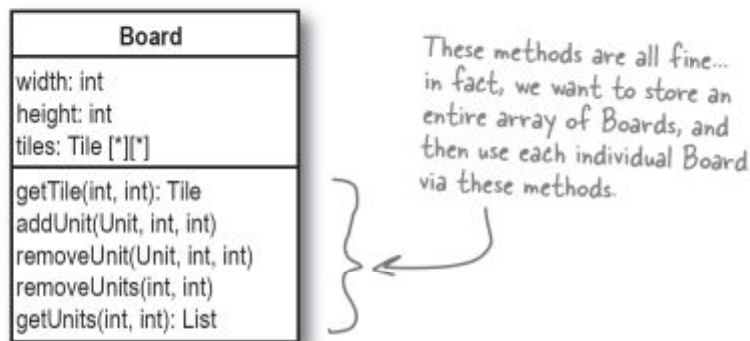 Board
width: int
height: int
tiles: Tile [*][*]
getTile(int, int): Tile
addUnit(Unit, int, int)
removeUnit(Unit, int, int)
removeUnits(int, int)
getUnits(int, int): List
These methods are all fine...
in fact, we want to store an
entire array of Boards, and
then use each individual Board
via these methods.